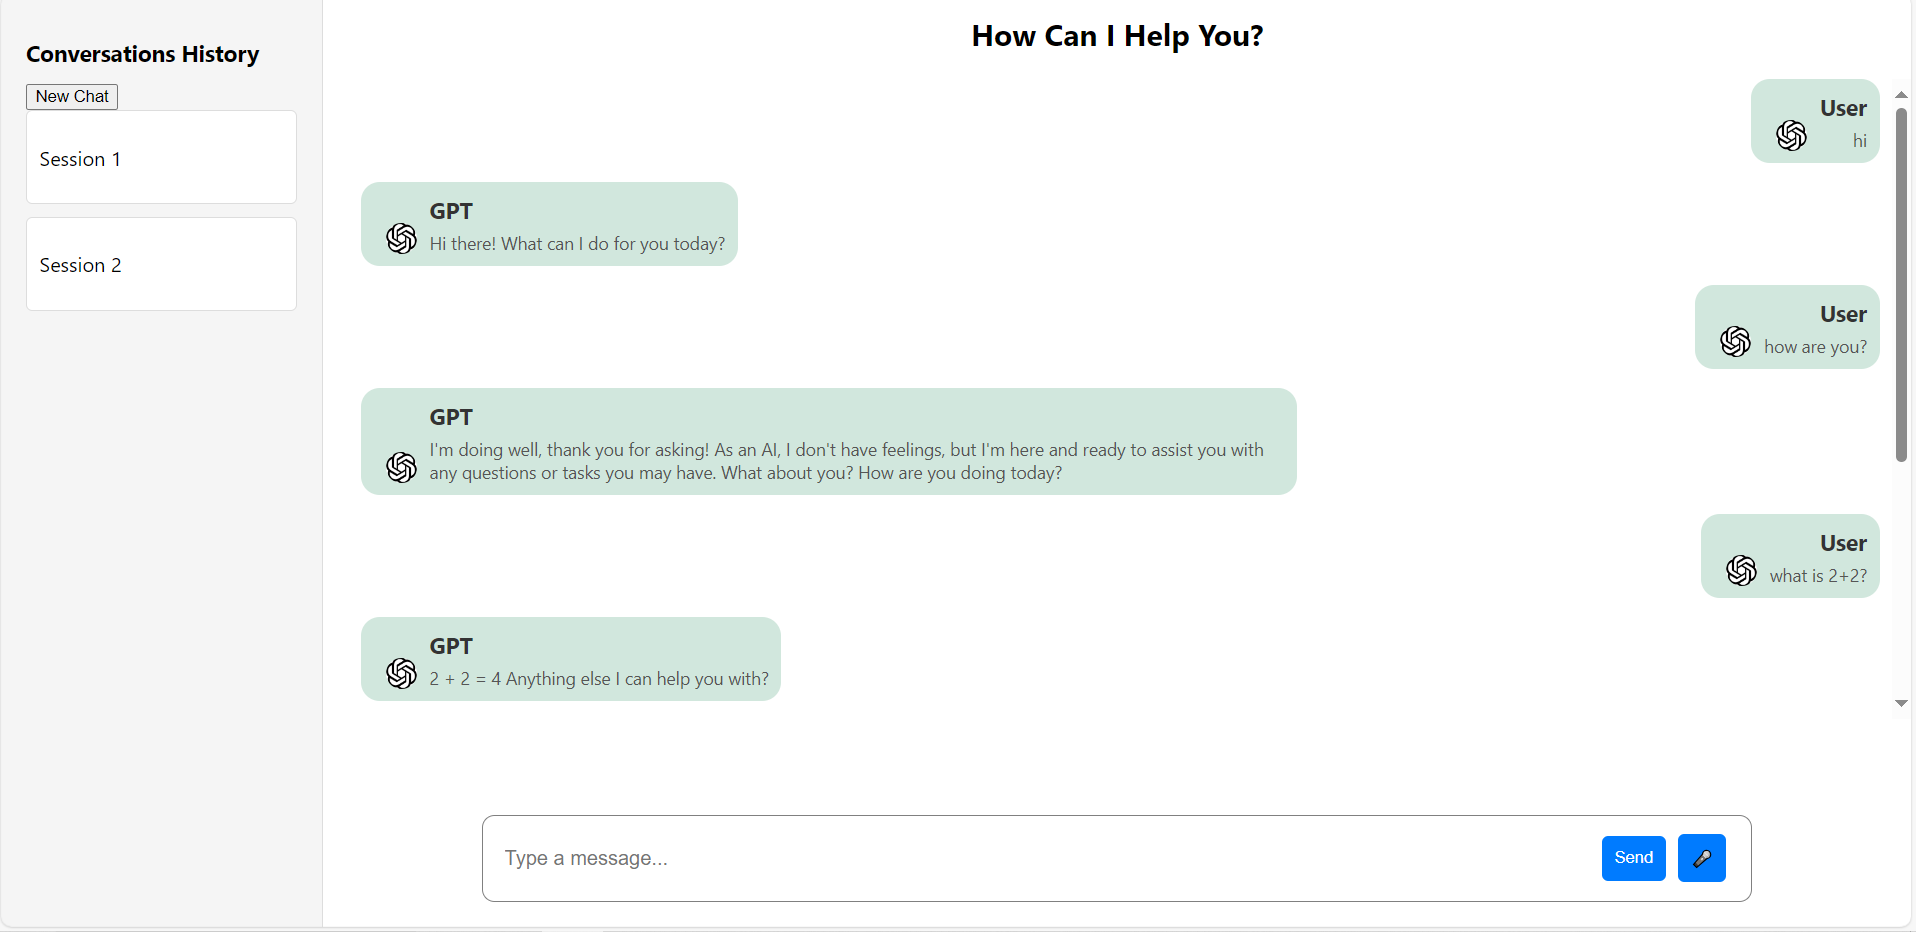 Conversations History
New Chat
Session 1
Session 2
How Can I Help You?
User
hi
GPT
Hi there! What can I do for you today?
User
how are you?
GPT
I'm doing well, thank you for asking! As an AI, I don't have feelings, but I'm here and ready to assist you with
any questions or tasks you may have. What about you? How are you doing today?
User
what is 2+2?
GPT
2 + 2 = 4 Anything else I can help you with?
Type a message...
Send